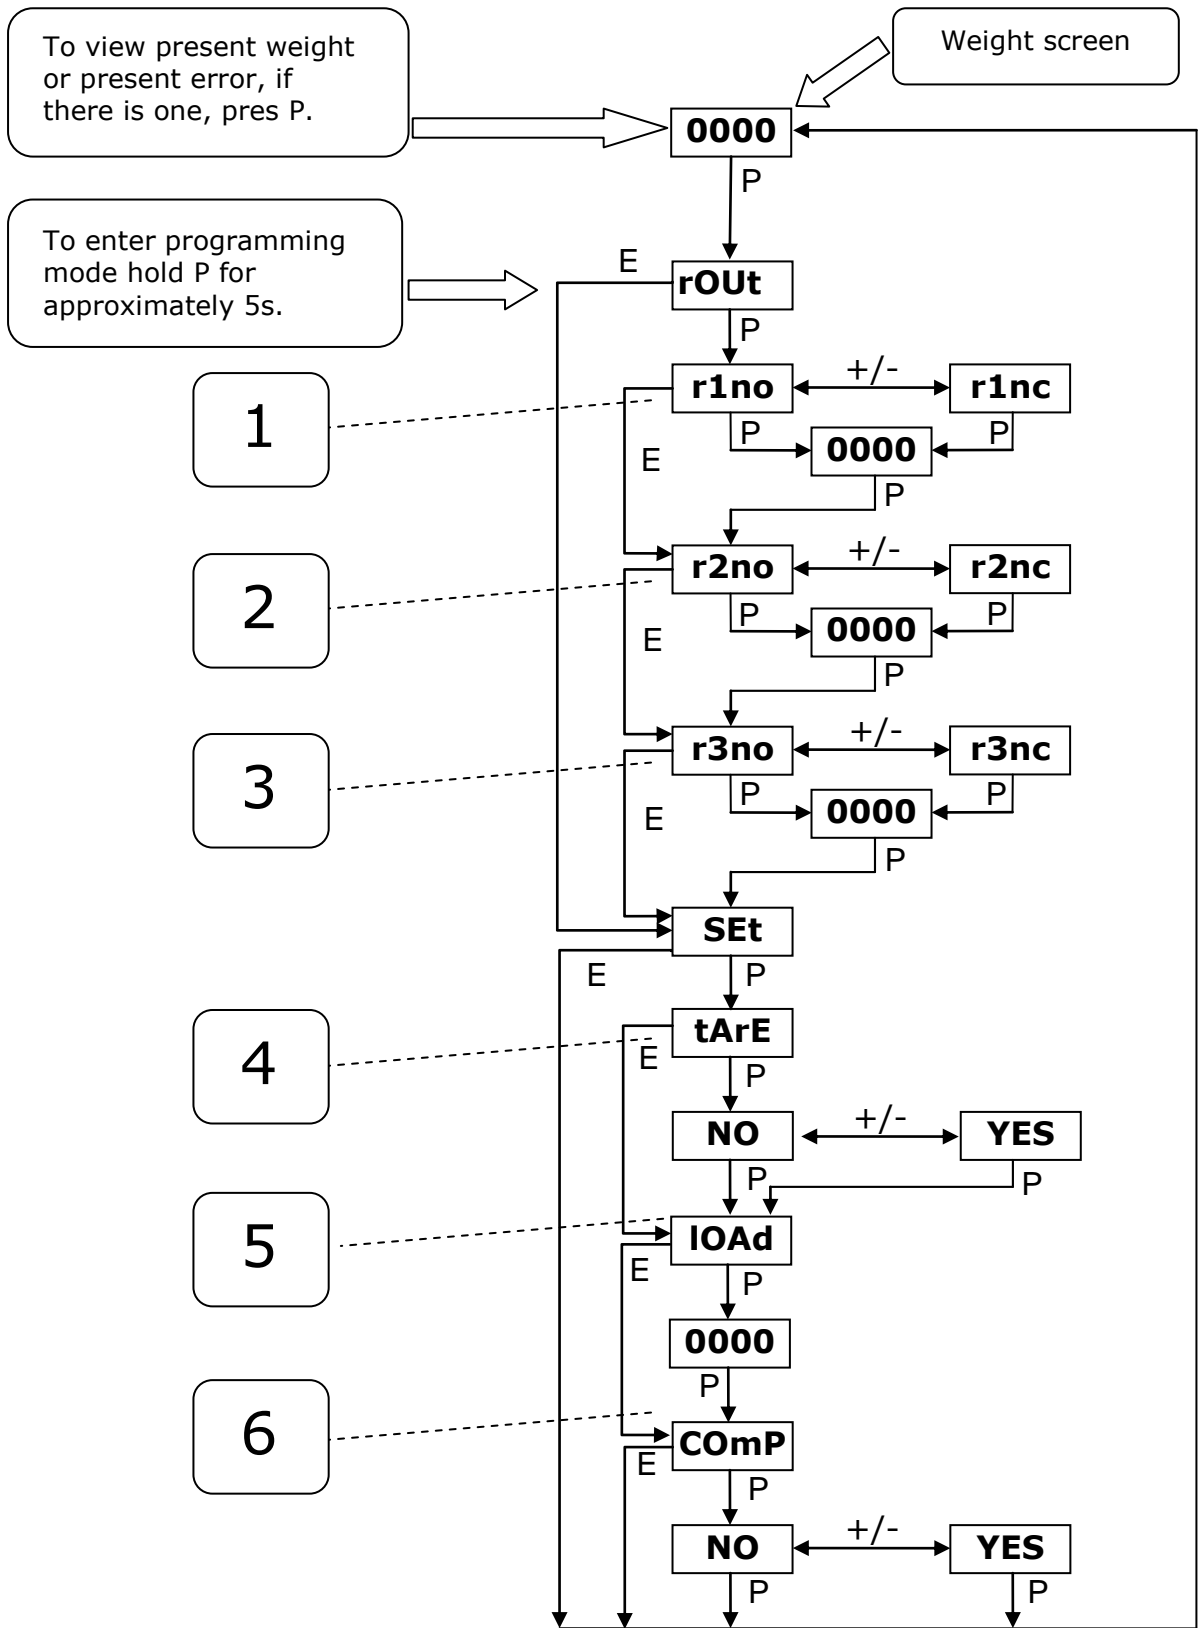 To view present weight
or present error, if
there is one, pres P.
Weight screen
0000
P
To enter programming
mode hold P for
approximately 5s.
E
rOUt
P
1
r1no
+/-
r1nc
P
0000
P
E
P
2
r2no
+/-
r2nc
P
0000
P
E
P
3
r3no
+/-
r3nc
P
0000
P
E
P
SEt
E
P
4
tArE
E
P
NO
+/-
YES
P
P
5
lOAd
E
P
0000
P
6
COmP
E
P
NO
+/-
YES
P
P